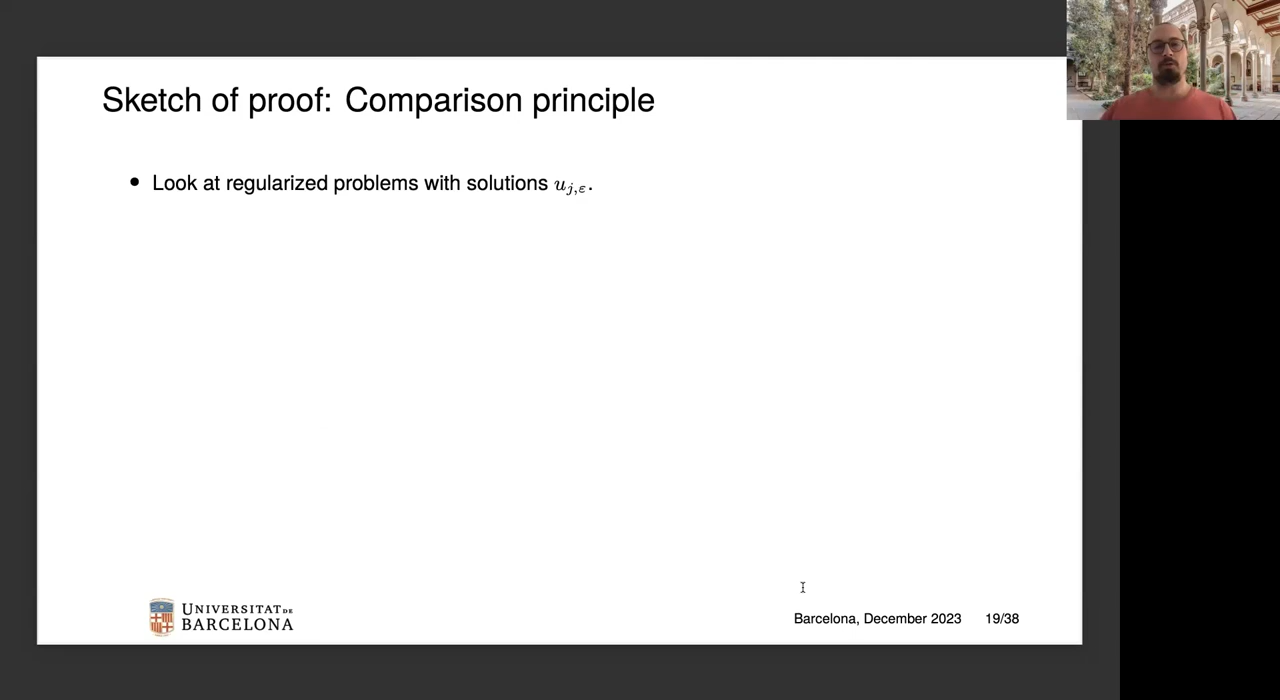 Sketch of proof: Comparison principle
• Look at regularized problems with solutions $u_{j,\varepsilon}$.
UNIVERSITAT DE
BARCELONA
Barcelona, December 2023 19/38